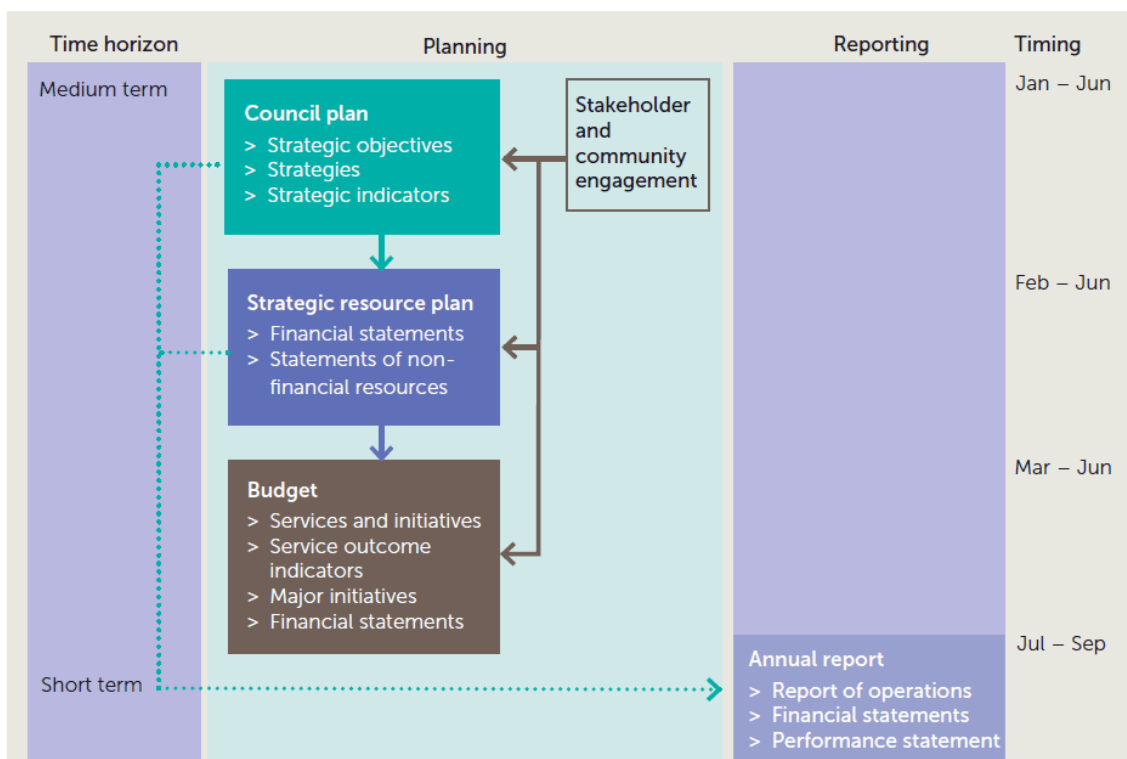 Time horizon
Planning
Reporting
Timing
Medium term
Council plan
> Strategic objectives
> Strategies
> Strategic indicators
Stakeholder
and
community
engagement
Jan – Jun
Strategic resource plan
> Financial statements
> Statements of non-
financial resources
Feb – Jun
Budget
> Services and initiatives
> Service outcome
indicators
> Major initiatives
> Financial statements
Mar – Jun
Short term
Annual report
> Report of operations
> Financial statements
> Performance statement
Jul – Sep